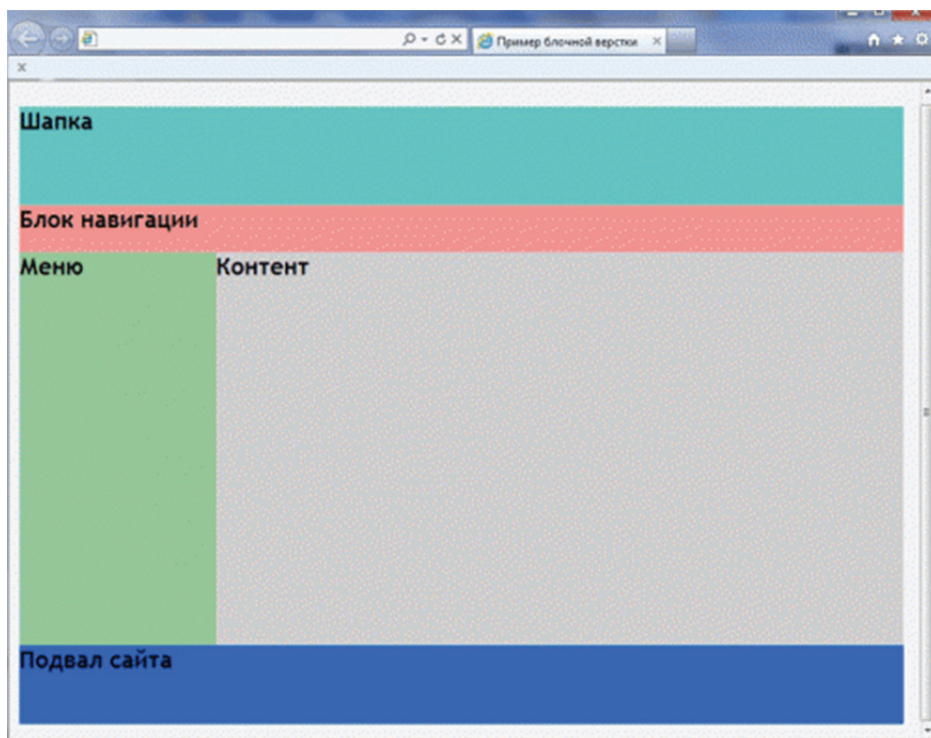 Пример блочной верстки
Шапка
Блок навигации
Меню
Контент
Подвал сайта